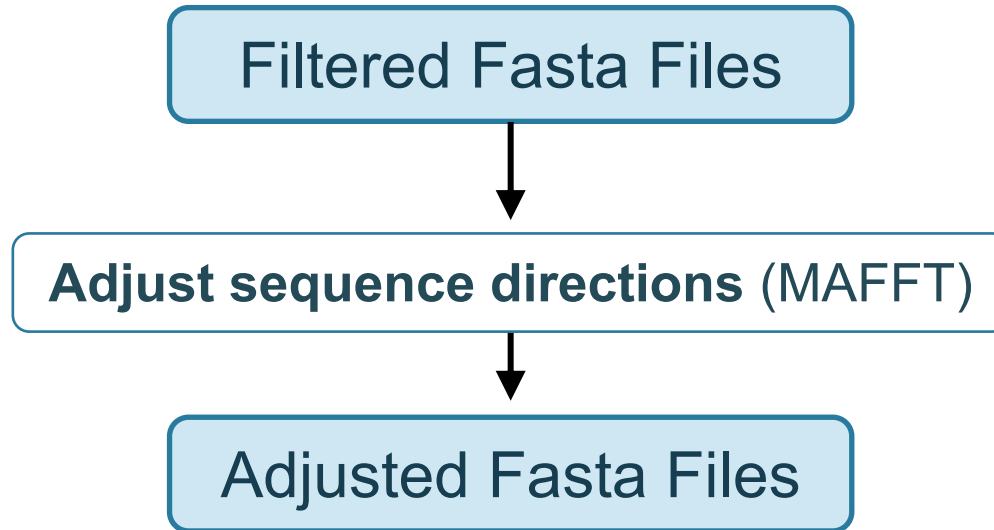 Filtered Fasta Files
Adjust sequence directions (MAFFT)
Adjusted Fasta Files